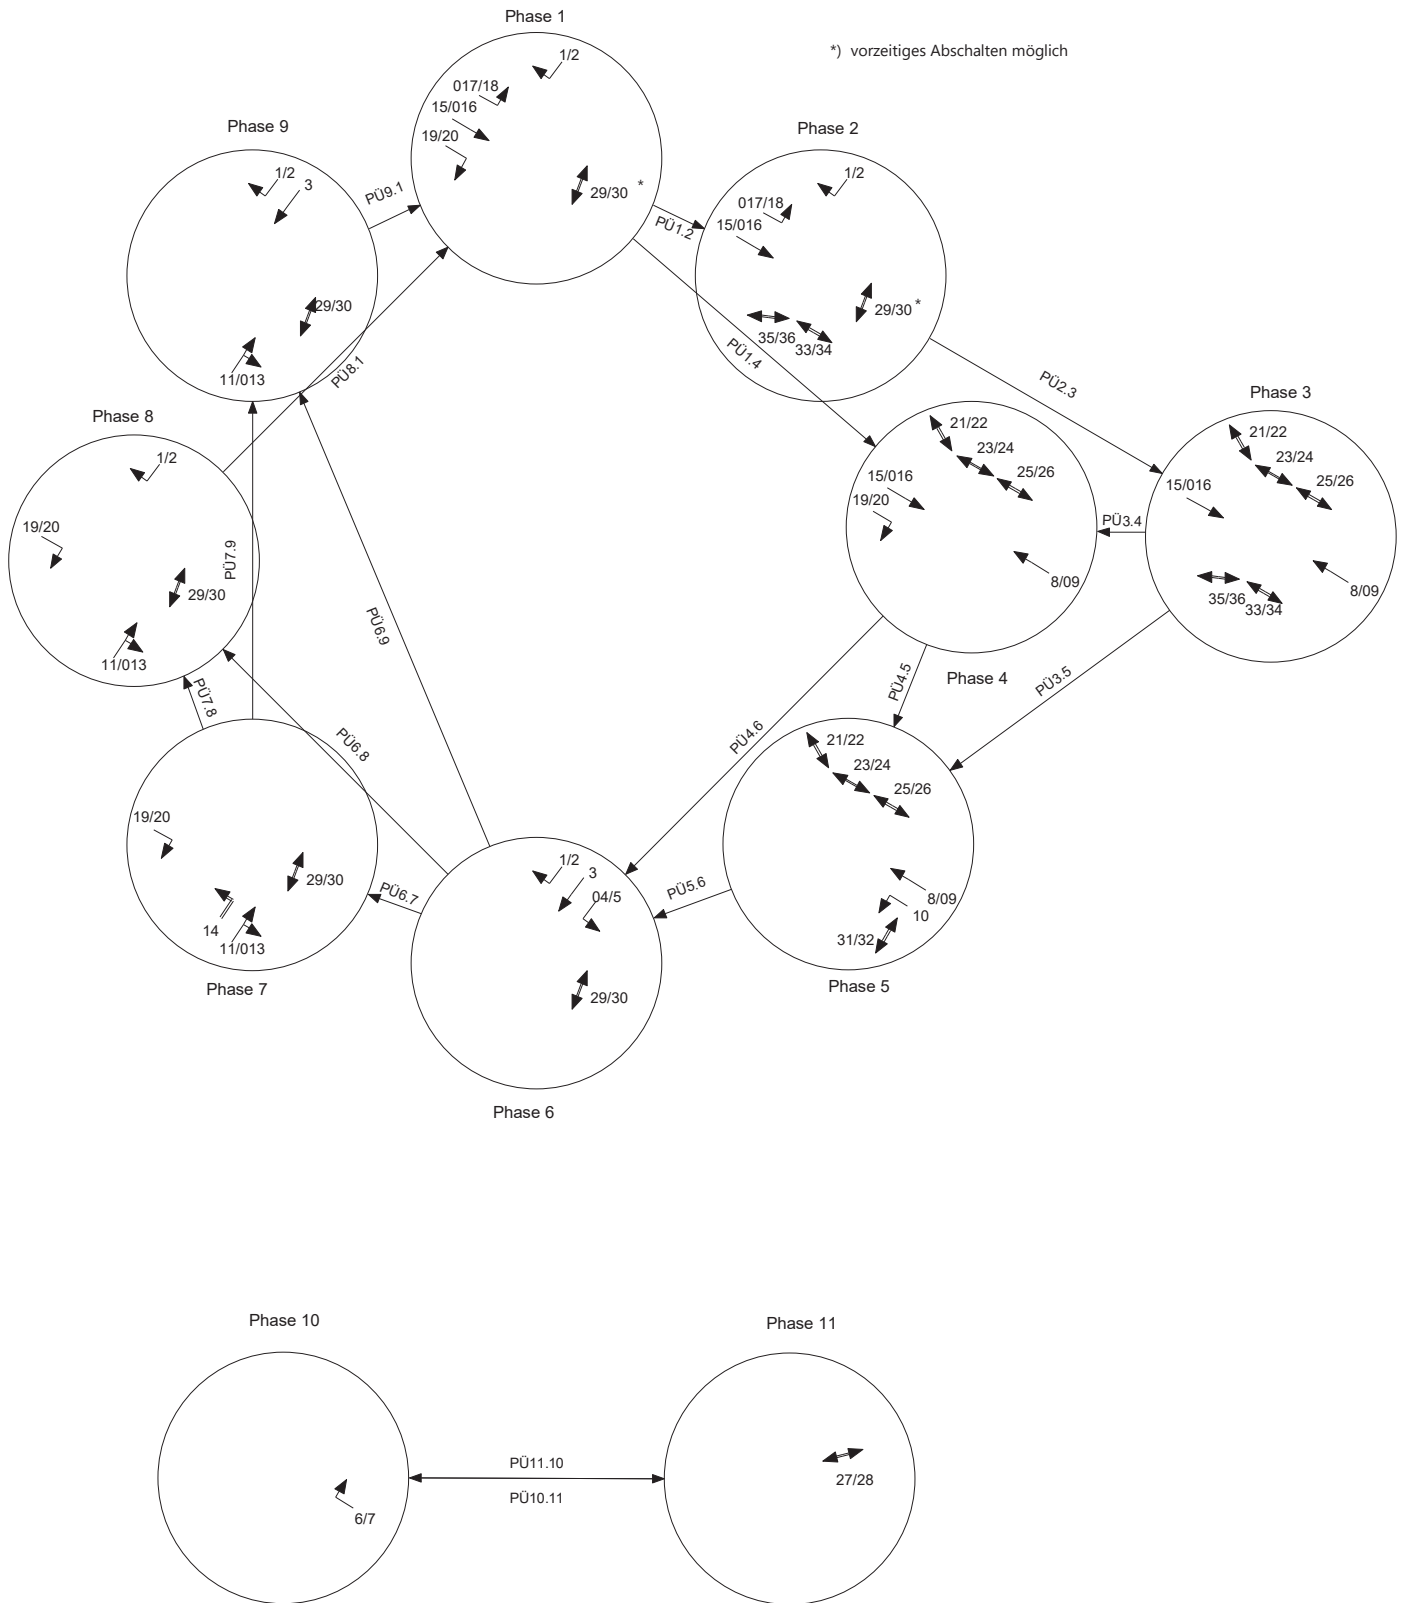 Phase 1
*) vorzeitiges Abschalten möglich
1/2
017/18
15/016
19/20
29/30 *
Phase 9
1/2
3
29/30
11/013
PÜ9.1
PÜ1.2
Phase 2
1/2
017/18
15/016
29/30 *
35/36
33/34
PÜ1.4
PÜ8.1
PÜ2.3
Phase 3
21/22
23/24
25/26
15/016
8/09
35/36
33/34
PÜ3.4
21/22
23/24
25/26
15/016
19/20
8/09
Phase 4
Phase 8
1/2
19/20
29/30
11/013
PÜ7.9
PÜ6.9
PÜ7.8
PÜ6.8
PÜ4.6
PÜ4.5
PÜ3.5
21/22
23/24
25/26
8/09
10
31/32
Phase 5
PÜ5.6
1/2
3
04/5
29/30
Phase 6
PÜ6.7
19/20
29/30
14
11/013
Phase 7
Phase 10
6/7
PÜ11.10
PÜ10.11
Phase 11
27/28